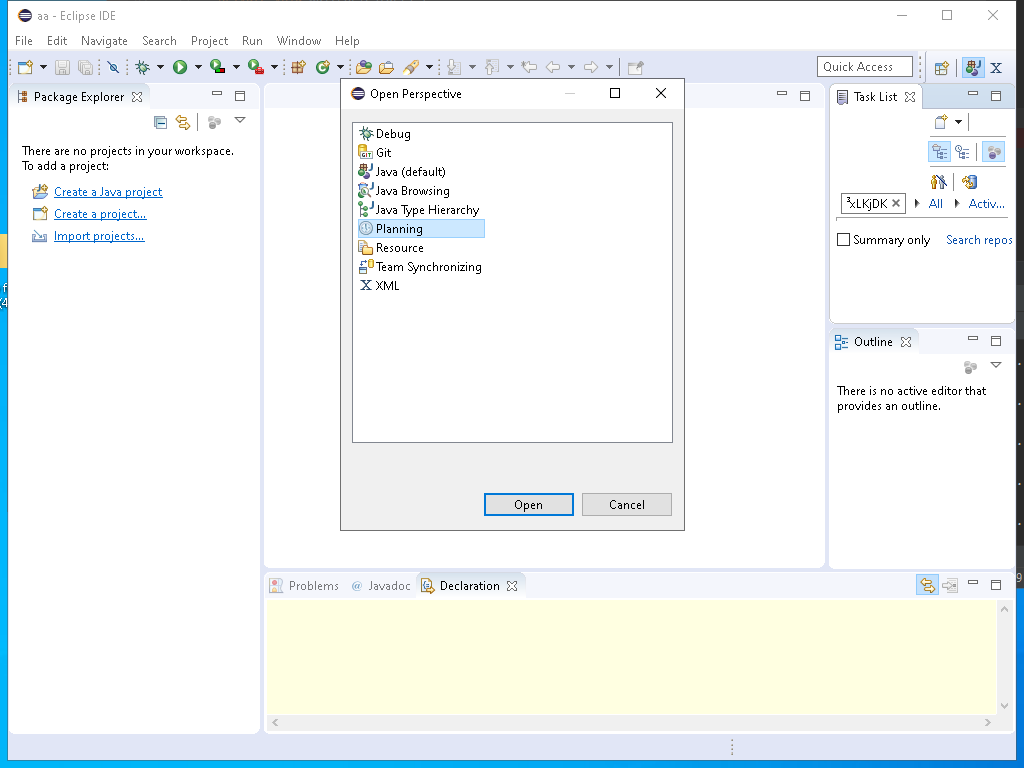 aa - Eclipse IDE
File Edit Navigate Search Project Run Window Help
Quick Access
Package Explorer
There are no projects in your workspace.
To add a project:
Create a Java project
Create a project...
Import projects...
Open Perspective
Debug
Git
Java (default)
Java Browsing
Java Type Hierarchy
Planning
Resource
Team Synchronizing
XML
Open Cancel
Task List
All Activ...
Summary only Search repos
Outline
There is no active editor that
provides an outline.
Problems @ Javadoc Declaration